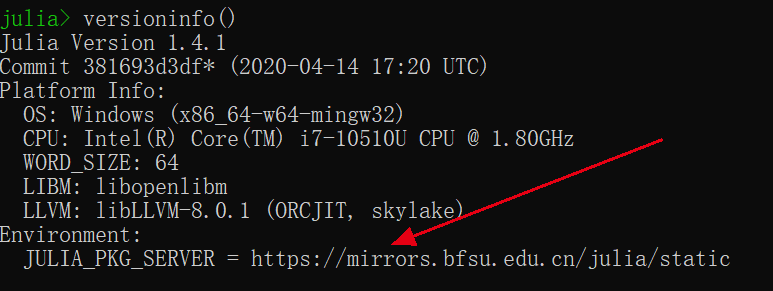 julia> versioninfo()
Julia Version 1.4.1
Commit 381693d3df* (2020-04-14 17:20 UTC)
Platform Info:
  OS: Windows (x86_64-w64-mingw32)
  CPU: Intel(R) Core(TM) i7-10510U CPU @ 1.80GHz
  WORD_SIZE: 64
  LIBM: libopenlibm
  LLVM: libLLVM-8.0.1 (ORCJIT, skylake)
Environment:
  JULIA_PKG_SERVER = https://mirrors.bfsu.edu.cn/julia/static